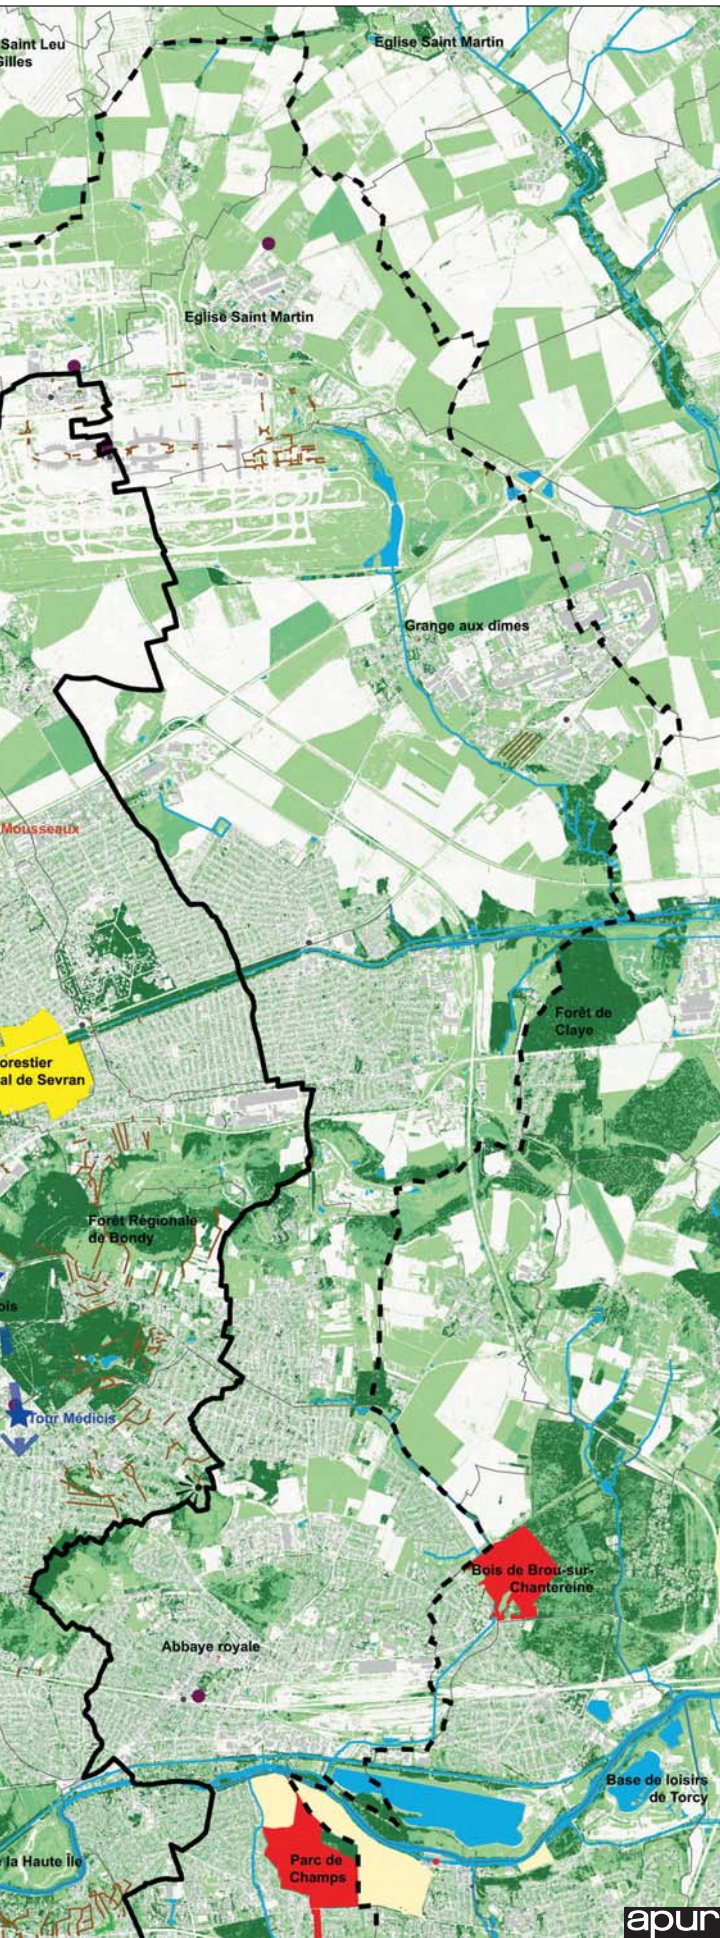 Saint Leu
Gilles
Eglise Saint Martin
Eglise Saint Martin
Grange aux dîmes
Mousseaux
Forêt de
Claye
orestier
al de Sevran
Forêt Régionale
de Bondy
ois
Tour Médicis
Bois de Brou-sur-
Chantereine
Abbaye royale
?
Base de loisirs
de Torcy
la Haute Île
Parc de
Champs
apur